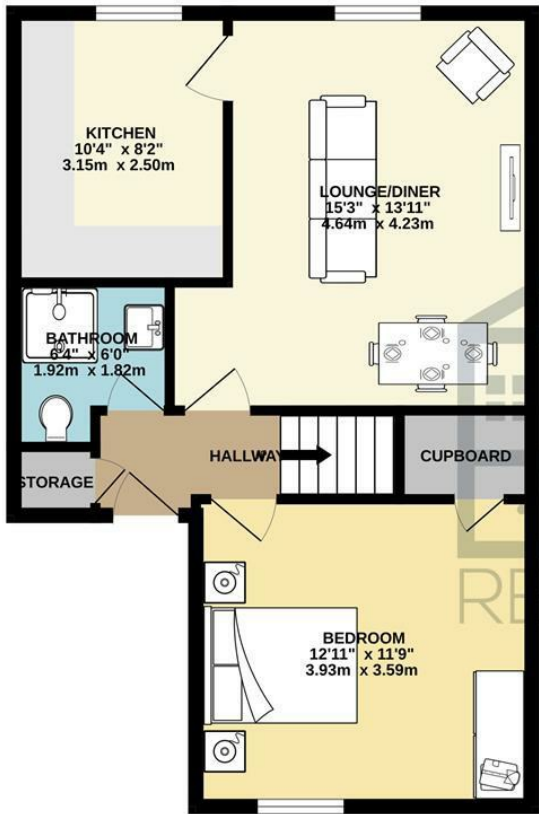 KITCHEN
10'4" x 8'2"
3.15m x 2.50m
LOUNGE/DINER
15'3" x 13'11"
4.64m x 4.23m
BATHROOM
6'4" x 6'0"
1.92m x 1.82m
STORAGE
HALLWAY
CUPBOARD
BEDROOM
12'11" x 11'9"
3.93m x 3.59m
RE